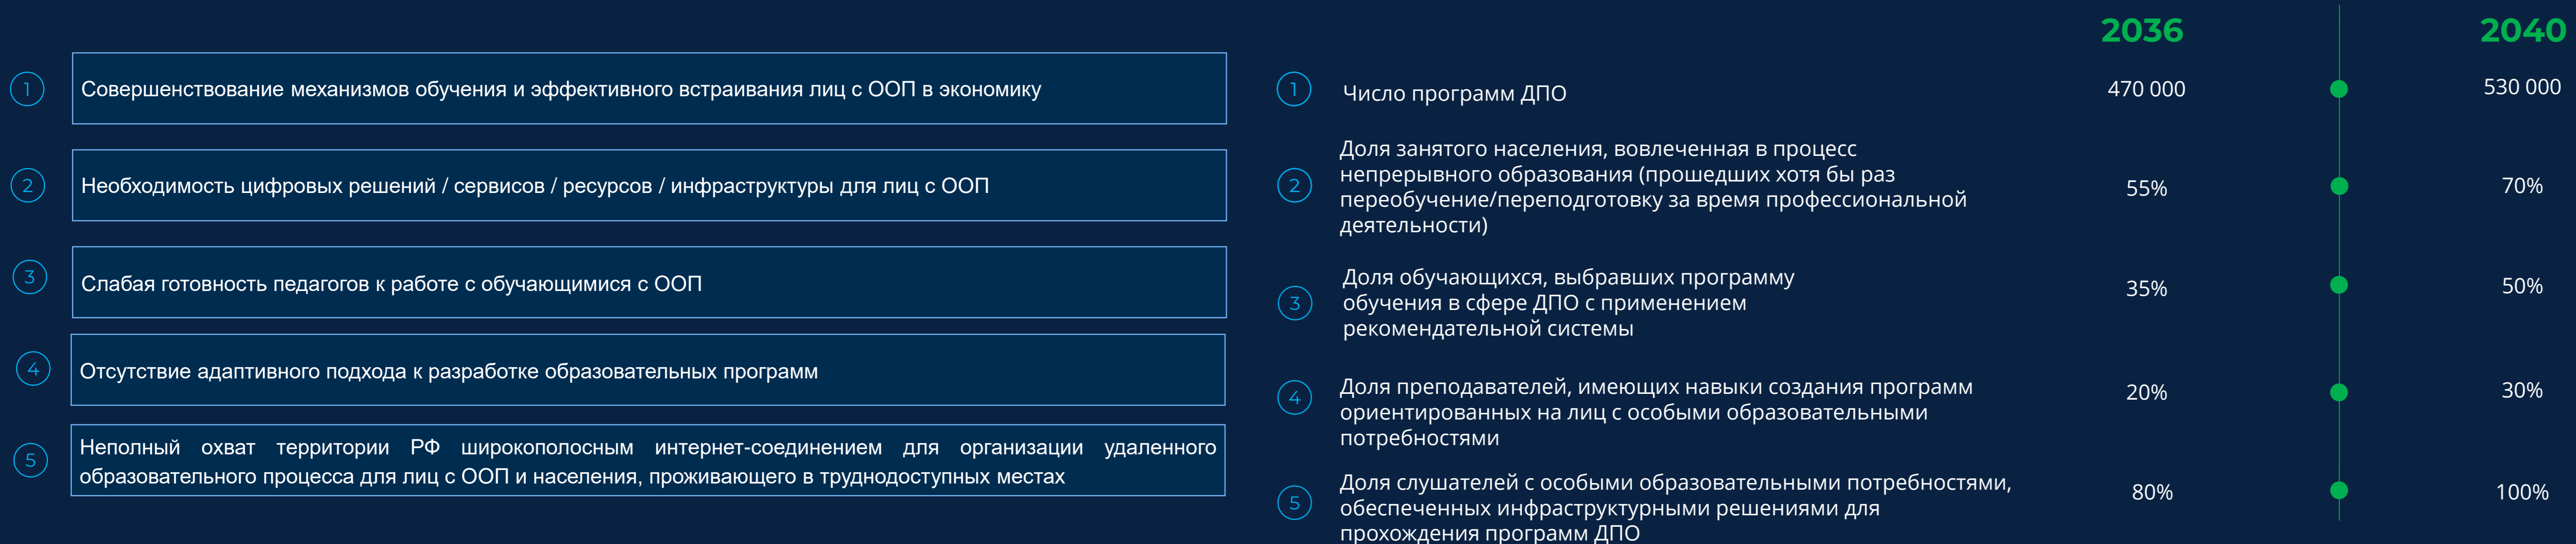 1
Совершенствование механизмов обучения и эффективного встраивания лиц с ООП в экономику
2
Необходимость цифровых решений / сервисов / ресурсов / инфраструктуры для лиц с ООП
3
Слабая готовность педагогов к работе с обучающимися с ООП
4
Отсутствие адаптивного подхода к разработке образовательных программ
5
Неполный охват территории РФ широкополосным интернет-соединением для организации удаленного
образовательного процесса для лиц с ООП и населения, проживающего в труднодоступных местах
2036 2040
1
Число программ ДПО
470 000 530 000
2
Доля занятого населения, вовлеченная в процесс
непрерывного образования (прошедших хотя бы раз
переобучение/переподготовку за время профессиональной
деятельности)
55% 70%
3
Доля обучающихся, выбравших программу
обучения в сфере ДПО с применением
рекомендательной системы
35% 50%
4
Доля преподавателей, имеющих навыки создания программ
ориентированных на лиц с особыми образовательными
потребностями
20% 30%
5
Доля слушателей с особыми образовательными потребностями,
обеспеченных инфраструктурными решениями для
прохождения программ ДПО
80% 100%